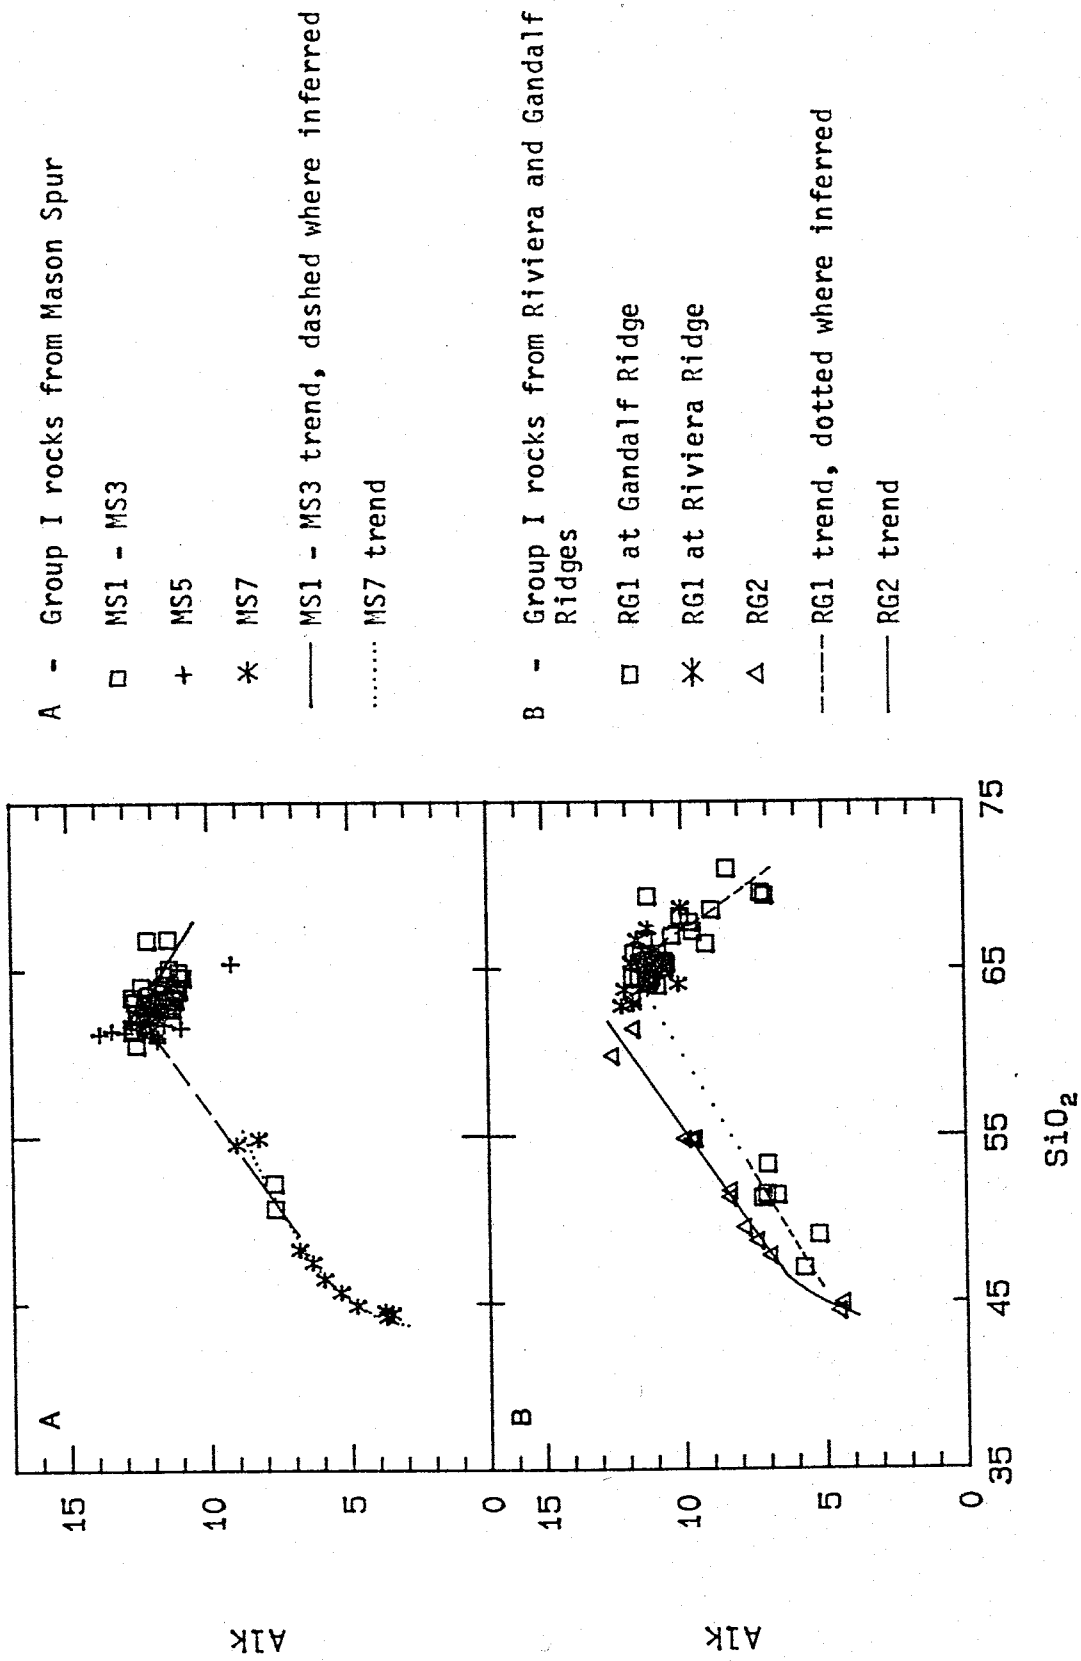 A
15
10
5
0
Alk
B
15
10
5
0
Alk
35
45
55
65
75
SiO2
A - Group I rocks from Mason Spur
MS1 - MS3
MS5
MS7
MS1 - MS3 trend, dashed where inferred
MS7 trend
B - Group I rocks from Riviera and Gandalf
Ridges
RG1 at Gandalf Ridge
RG1 at Riviera Ridge
RG2
RG1 trend, dotted where inferred
RG2 trend